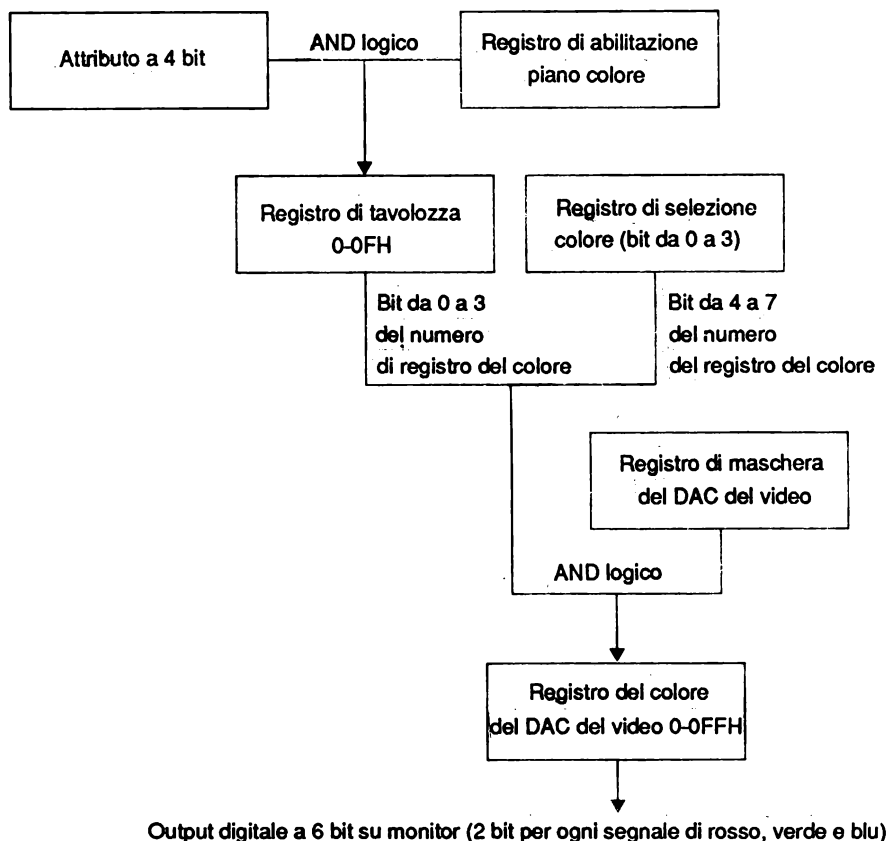 Attributo a 4 bit
AND logico
Registro di abilitazione
piano colore
Registro di tavolozza
0-0FH
Registro di selezione
colore (bit da 0 a 3)
Bit da 0 a 3
del numero
di registro del colore
Bit da 4 a 7
del numero
del registro del colore
Registro di maschera
del DAC del video
AND logico
Registro del colore
del DAC del video 0-0FFH
Output digitale a 6 bit su monitor (2 bit per ogni segnale di rosso, verde e blu)